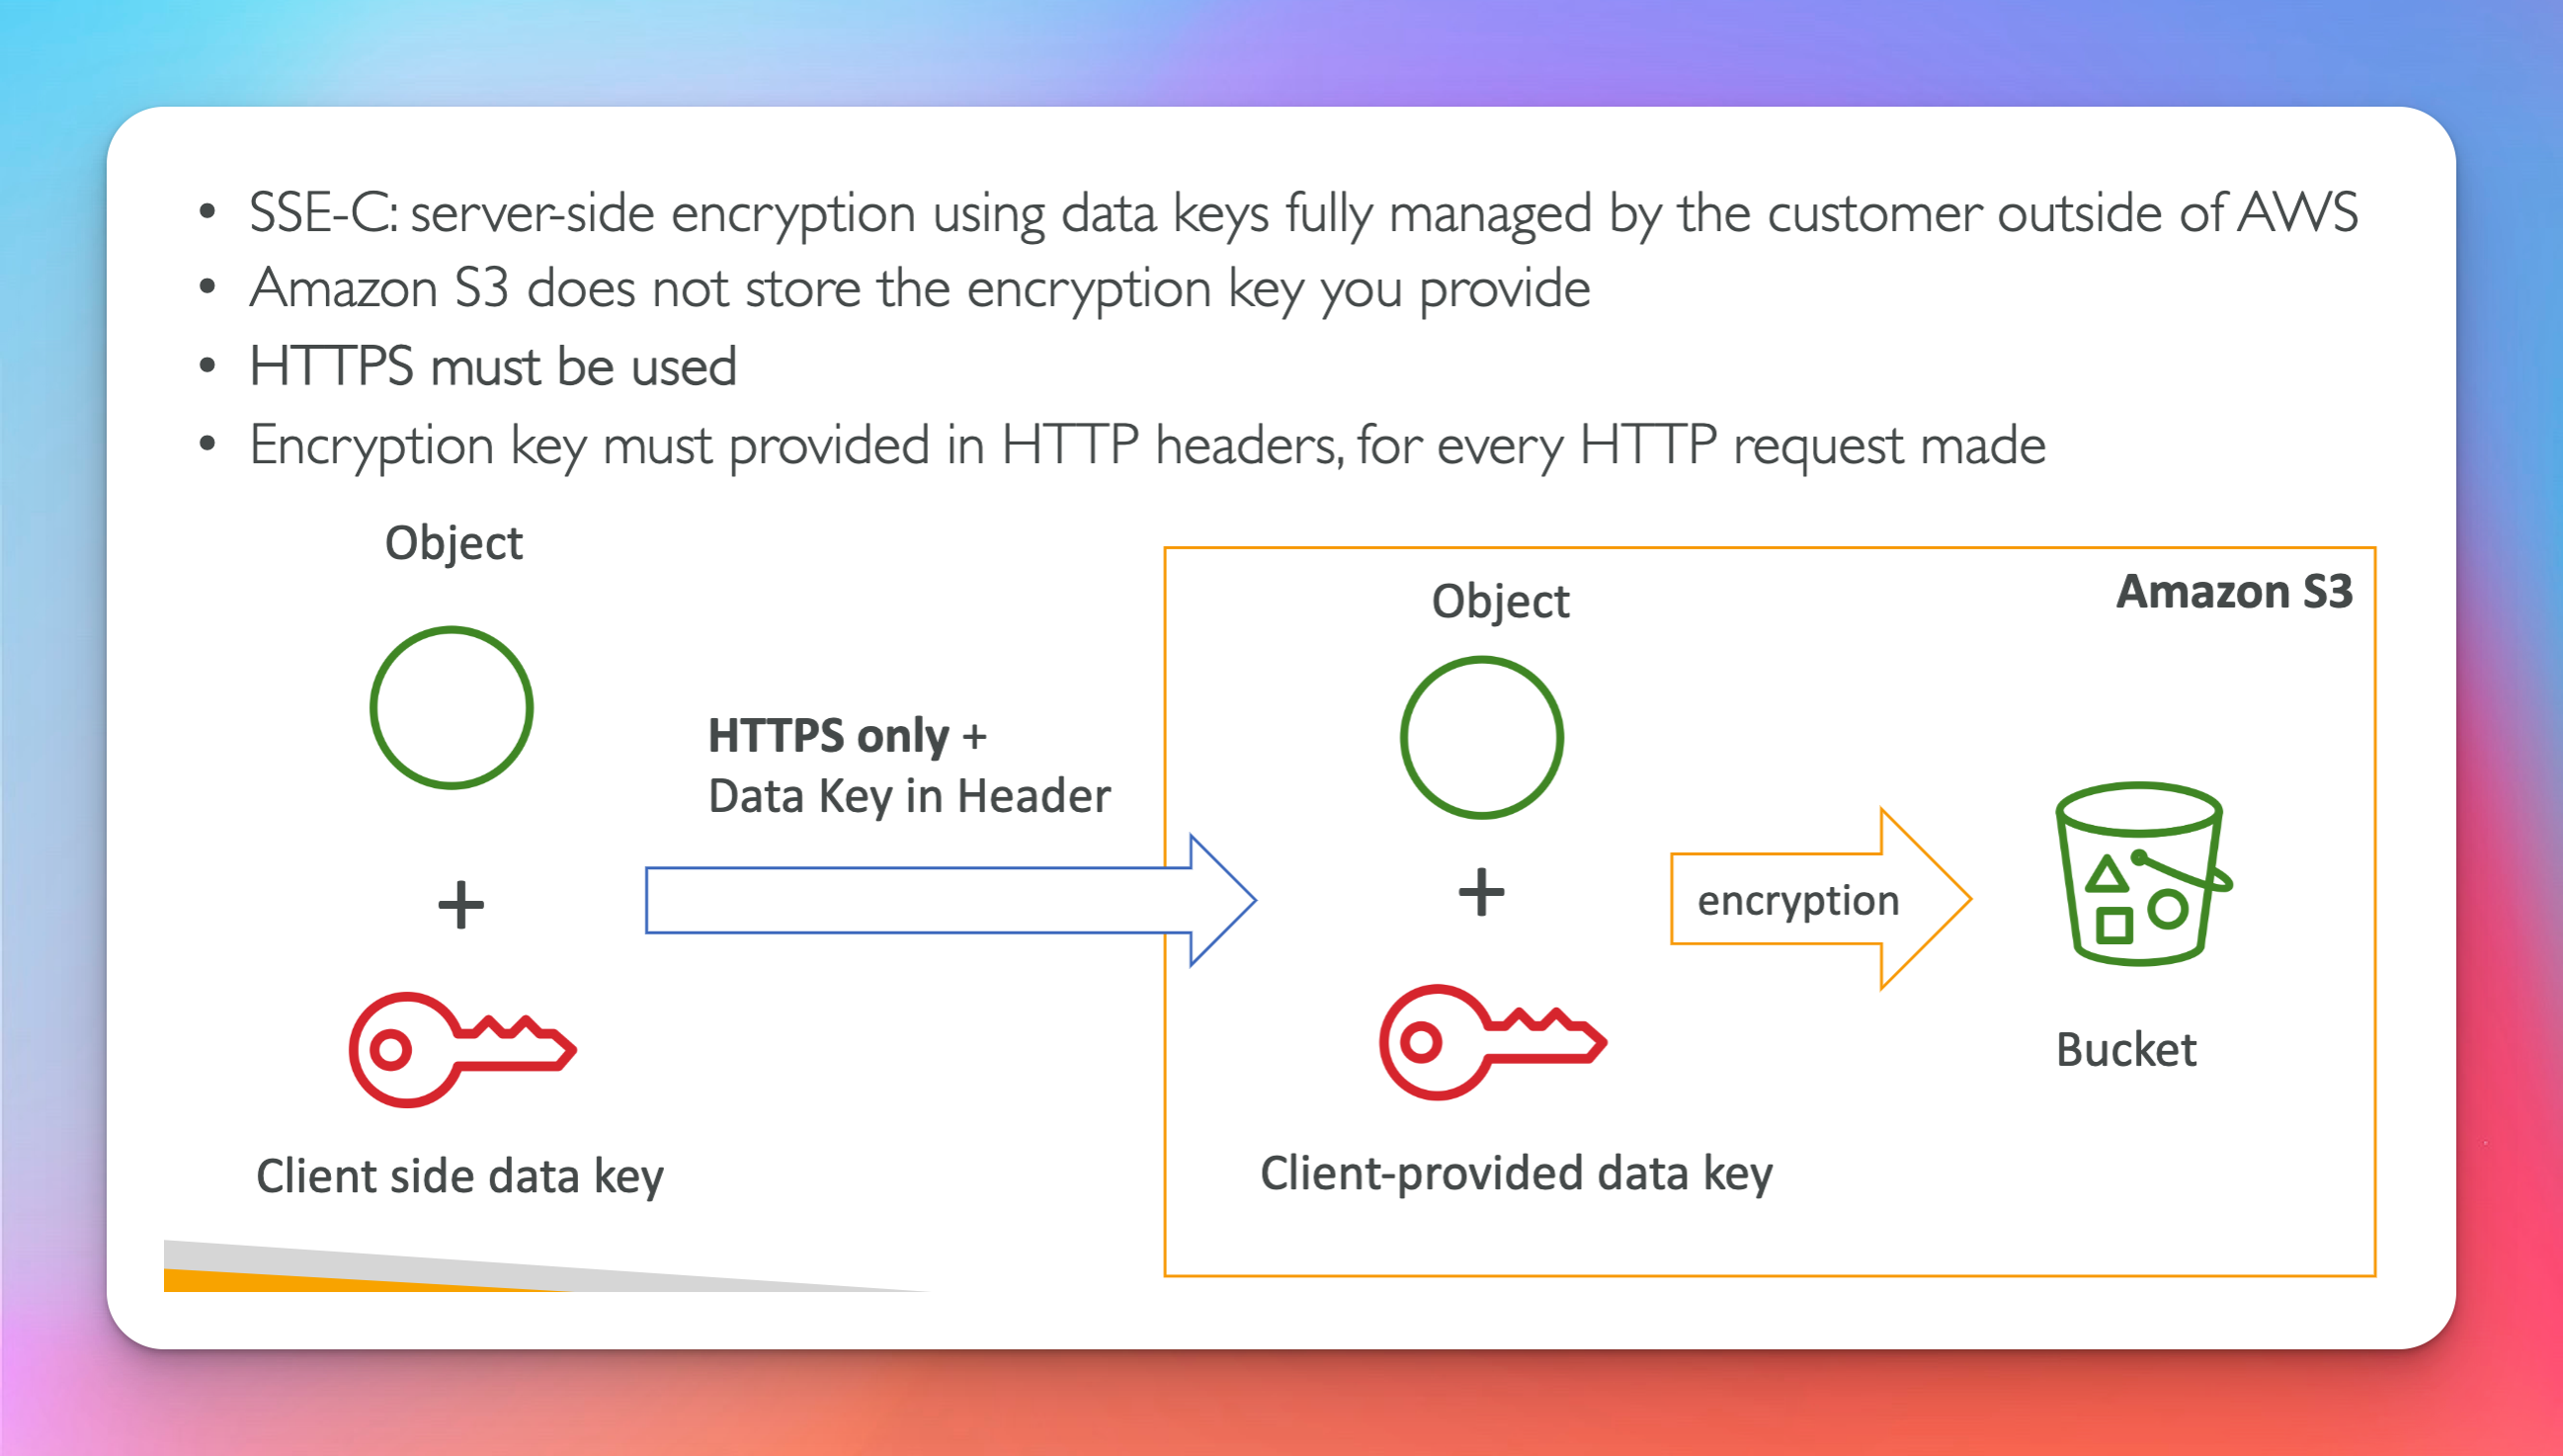 • SSE-C: server-side encryption using data keys fully managed by the customer outside of AWS
• Amazon S3 does not store the encryption key you provide
• HTTPS must be used
• Encryption key must provided in HTTP headers, for every HTTP request made
Object
HTTPS only +
Data Key in Header
+
Client side data key
Amazon S3
Object
+
Client-provided data key
encryption
Bucket